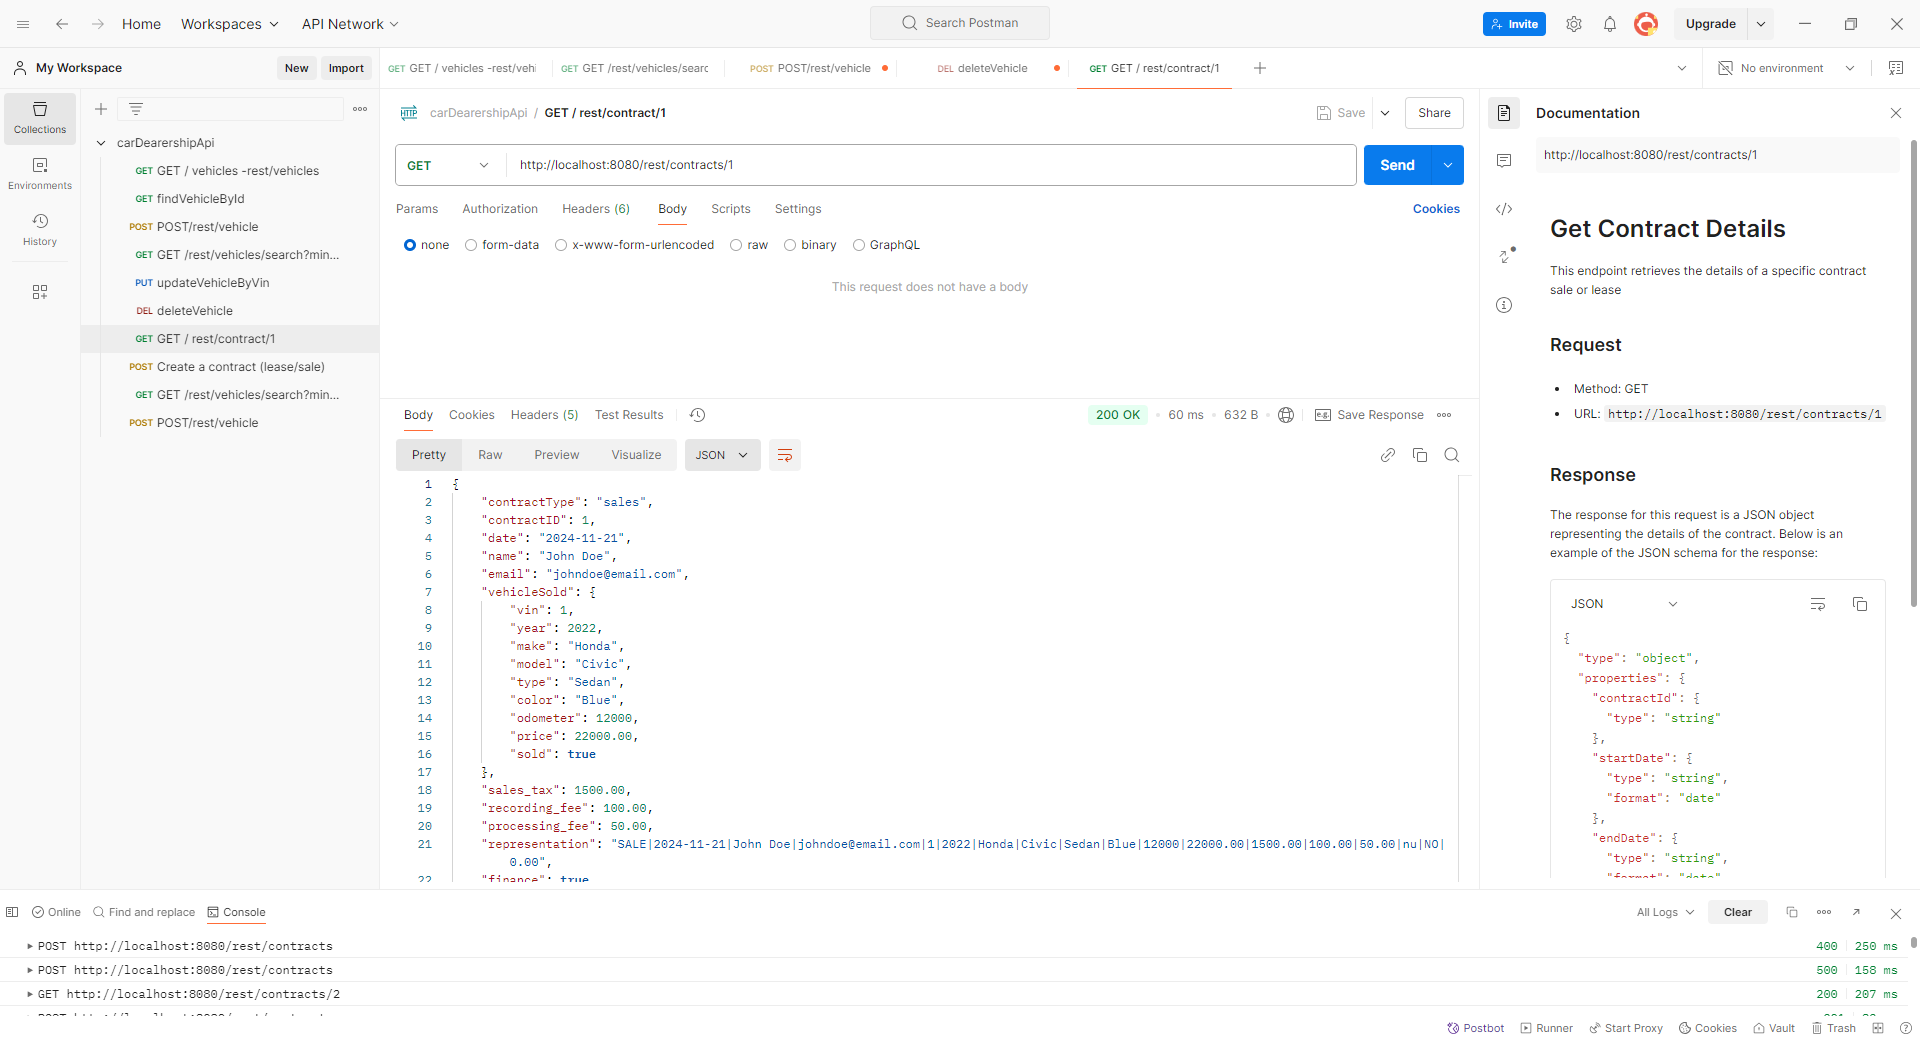 Home
Workspaces
API Network
Search Postman
Invite
Upgrade
My Workspace
New
Import
GET GET / vehicles -rest/vehi
GET GET /rest/vehicles/searc
POST POST/rest/vehicle
DEL deleteVehicle
GET GET / rest/contract/1
No environment
Collections
Environments
History
carDearershipApi
GET GET / vehicles -rest/vehicles
GET findVehicleById
POST POST/rest/vehicle
GET GET /rest/vehicles/search?min...
PUT updateVehicleByVin
DEL deleteVehicle
GET GET / rest/contract/1
POST Create a contract (lease/sale)
GET GET /rest/vehicles/search?min...
POST POST/rest/vehicle
HTTP carDearershipApi / GET / rest/contract/1
Save
Share
GET
http://localhost:8080/rest/contracts/1
Send
Params
Authorization
Headers (6)
Body
Scripts
Settings
Cookies
none
form-data
x-www-form-urlencoded
raw
binary
GraphQL
This request does not have a body
Body
Cookies
Headers (5)
Test Results
200 OK
60 ms
632 B
e.g. Save Response
Pretty
Raw
Preview
Visualize
JSON
1 {
2 "contractType": "sales",
3 "contractID": 1,
4 "date": "2024-11-21",
5 "name": "John Doe",
6 "email": "johndoe@email.com",
7 "vehicleSold": {
8 "vin": 1,
9 "year": 2022,
10 "make": "Honda",
11 "model": "Civic",
12 "type": "Sedan",
13 "color": "Blue",
14 "odometer": 12000,
15 "price": 22000.00,
16 "sold": true
17 },
18 "sales_tax": 1500.00,
19 "recording_fee": 100.00,
20 "processing_fee": 50.00,
21 "representation": "SALE|2024-11-21|John Doe|johndoe@email.com|1|2022|Honda|Civic|Sedan|Blue|12000|22000.00|1500.00|100.00|50.00|nu|NO|
0.00",
22 "finance": true
Documentation
http://localhost:8080/rest/contracts/1
Get Contract Details
This endpoint retrieves the details of a specific contract
sale or lease
Request
• Method: GET
• URL: http://localhost:8080/rest/contracts/1
Response
The response for this request is a JSON object
representing the details of the contract. Below is an
example of the JSON schema for the response:
JSON
{
"type": "object",
"properties": {
"contractId": {
"type": "string"
},
"startDate": {
"type": "string",
"format": "date"
},
"endDate": {
"type": "string",
"format": "date"
Online
Find and replace
Console
All Logs
Clear
POST http://localhost:8080/rest/contracts 400 250 ms
POST http://localhost:8080/rest/contracts 500 158 ms
GET http://localhost:8080/rest/contracts/2 200 207 ms
Postbot
Runner
Start Proxy
Cookies
Vault
Trash